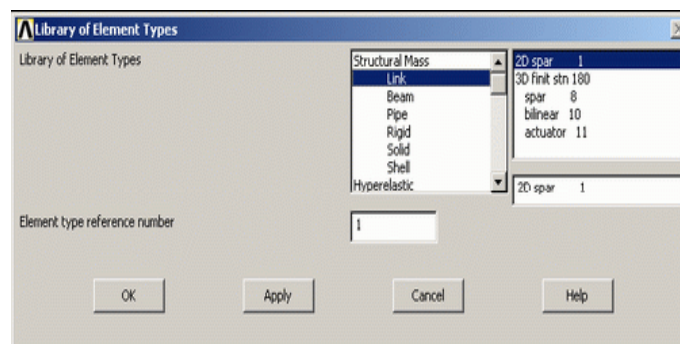 Library of Element Types
Library of Element Types
Structural Mass
Link
Beam
Pipe
Rigid
Solid
Shell
Hyperelastic
2D spar 1
3D finit stn 180
spar 8
bilinear 10
actuator 11
2D spar 1
Element type reference number
1
OK
Apply
Cancel
Help